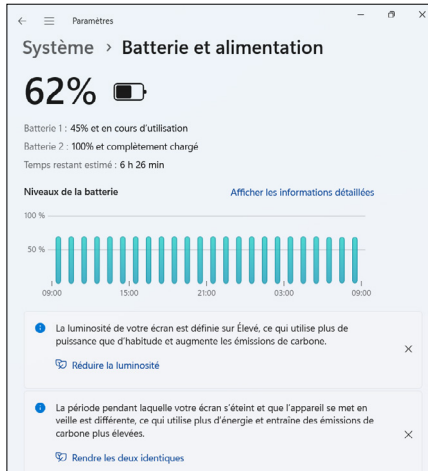 Paramètres
Système > Batterie et alimentation
62%
Batterie 1 : 45% et en cours d'utilisation
Batterie 2 : 100% et complètement chargé
Temps restant estimé : 6 h 26 min
Niveaux de la batterie Afficher les informations détaillées
100 %
50 %
09:00 15:00 21:00 03:00 09:00
La luminosité de votre écran est définie sur Élevé, ce qui utilise plus de
puissance que d'habitude et augmente les émissions de carbone.
Réduire la luminosité
La période pendant laquelle votre écran s'éteint et que l'appareil se met en
veille est différente, ce qui utilise plus d'énergie et entraîne des émissions de
carbone plus élevées.
Rendre les deux identiques